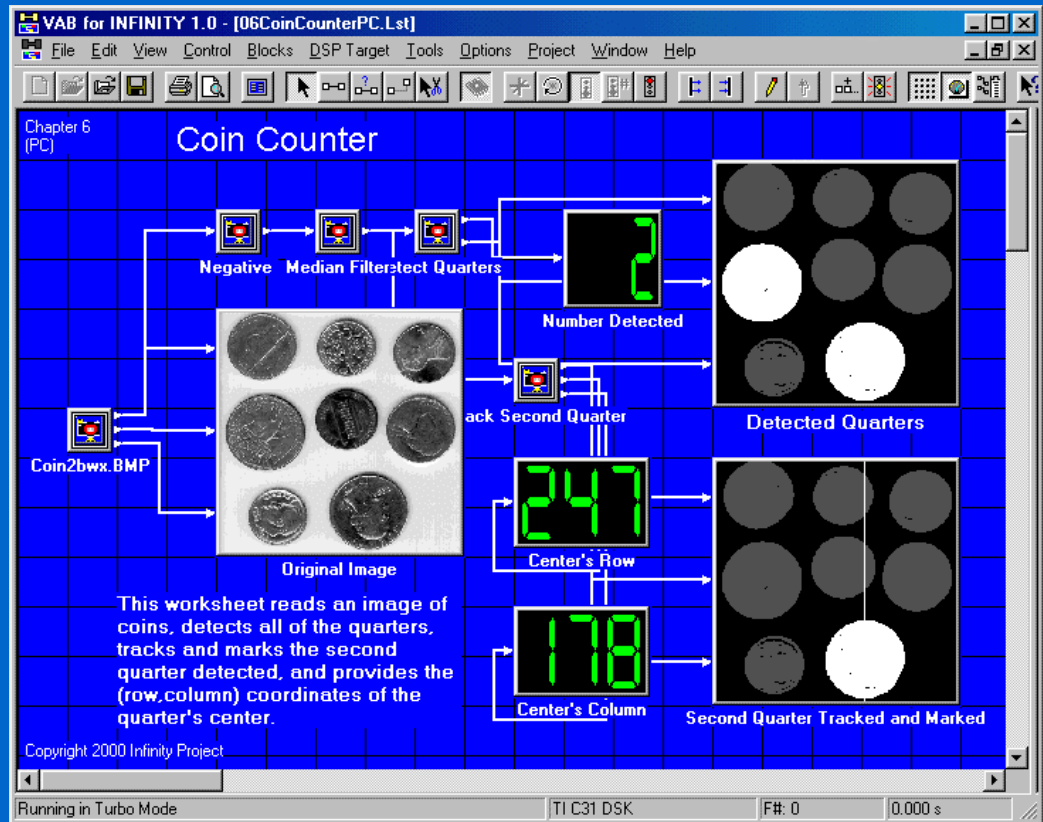 VAB for INFINITY 1.0 - [06CoinCounterPC.Lst]
File Edit View Control Blocks DSP Target Tools Options Project Window Help
Chapter 6
(PC)
Coin Counter
Negative Median Filter etect Quarters
2
Number Detected
Detected Quarters
Coin2bwx.BMP
ack Second Quarter
Original Image
247
Center's Row
178
Center's Column
Second Quarter Tracked and Marked
This worksheet reads an image of
coins, detects all of the quarters,
tracks and marks the second
quarter detected, and provides the
(row,column) coordinates of the
quarter's center.
Copyright 2000 Infinity Project
Running in Turbo Mode TI C31 DSK F#: 0 0.000 s